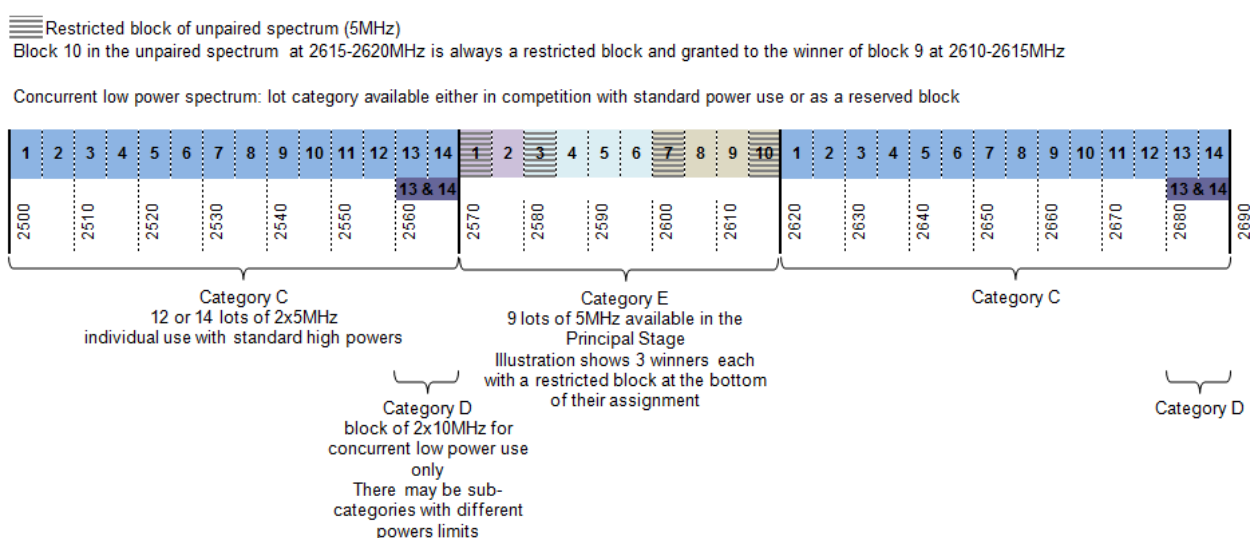 Restricted block of unpaired spectrum (5MHz)
Block 10 in the unpaired spectrum at 2615-2620MHz is always a restricted block and granted to the winner of block 9 at 2610-2615MHz
Concurrent low power spectrum: lot category available either in competition with standard power use or as a reserved block
1 2 3 4 5 6 7 8 9 10 11 12 13 14 1 2 3 4 5 6 7 8 9 10 1 2 3 4 5 6 7 8 9 10 11 12 13 14
13 & 14 13 & 14
2500 2510 2520 2530 2540 2550 2560 2570 2580 2590 2600 2610 2620 2630 2640 2650 2660 2670 2680 2690
Category C
12 or 14 lots of 2x5MHz
individual use with standard high powers
Category E
9 lots of 5MHz available in the
Principal Stage
Illustration shows 3 winners each
with a restricted block at the bottom
of their assignment
Category C
Category D
block of 2x10MHz for
concurrent low power use
only
There may be sub-
categories with different
powers limits
Category D